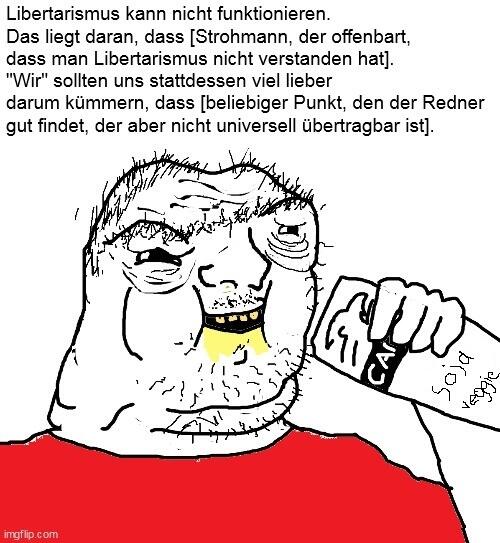 Libertarismus kann nicht funktionieren.
Das liegt daran, dass [Strohmann, der offenbart,
dass man Libertarismus nicht verstanden hat].
"Wir" sollten uns stattdessen viel lieber
darum kümmern, dass [beliebiger Punkt, den der Redner
gut findet, der aber nicht universell übertragbar ist].
CA
Soja
veggie
imgflip.com